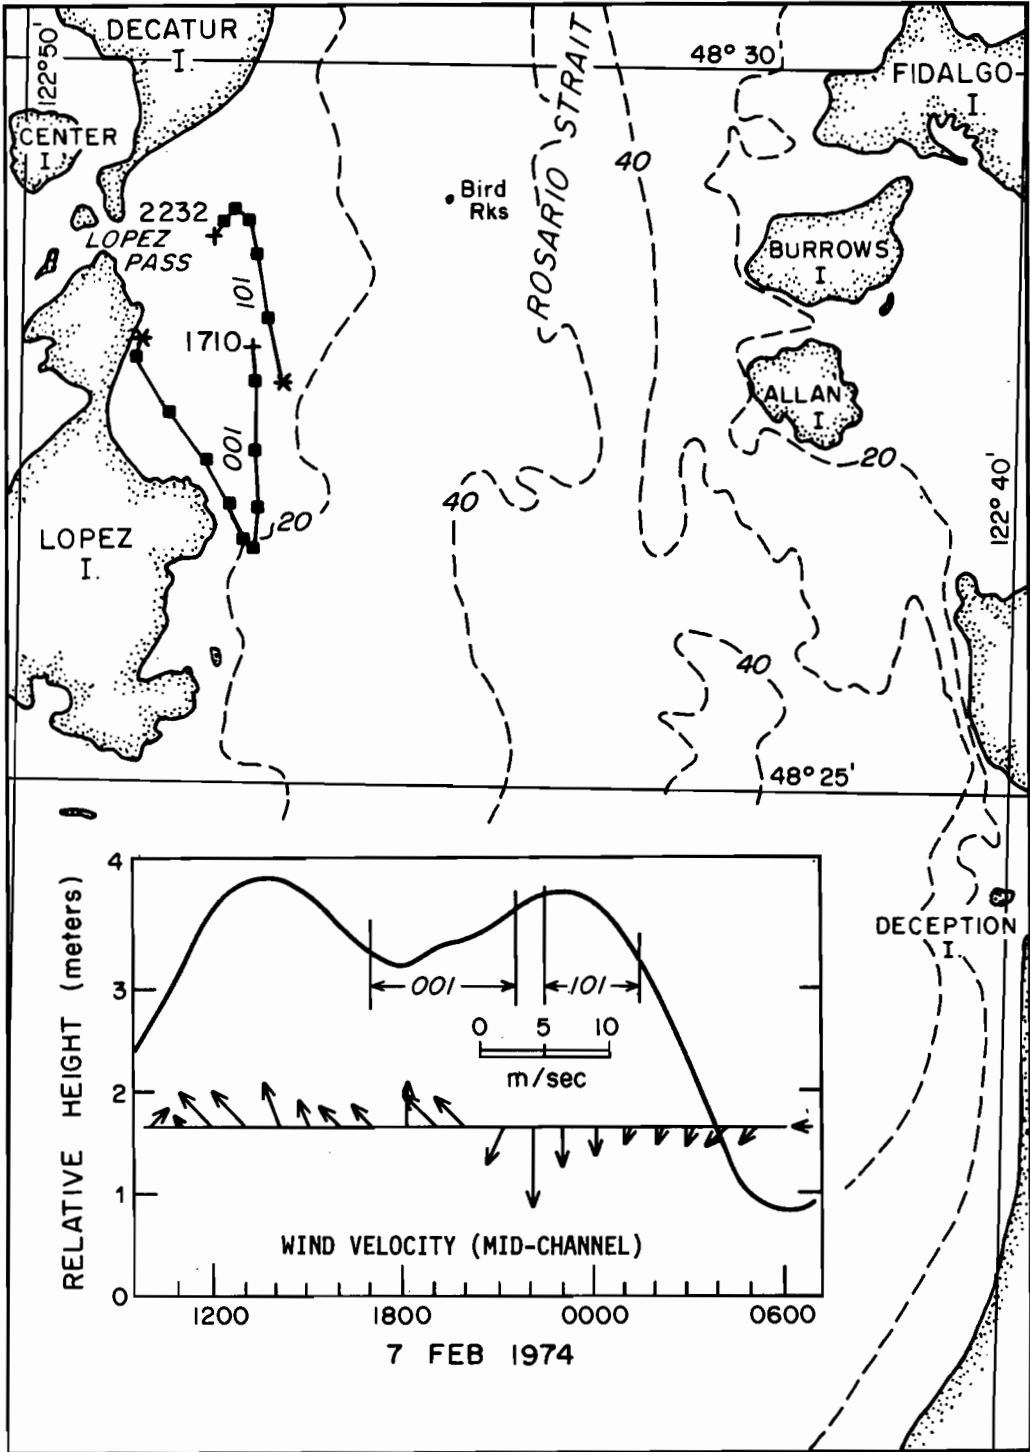 DECATUR
I.
122° 50'
48° 30'
FIDALGO
I
CENTER
I
ROSARIO STRAIT
40
Bird
Rks
2232
LOPEZ
PASS
101
BURROWS
I
1710
001
ALLAN
I
20
40
20
122° 40'
LOPEZ
I.
40
48° 25'
DECEPTION
I.
RELATIVE HEIGHT (meters)
4
3
2
1
0
001
101
0 5 10
m/sec
WIND VELOCITY (MID-CHANNEL)
1200 1800 0000 0600
7 FEB 1974